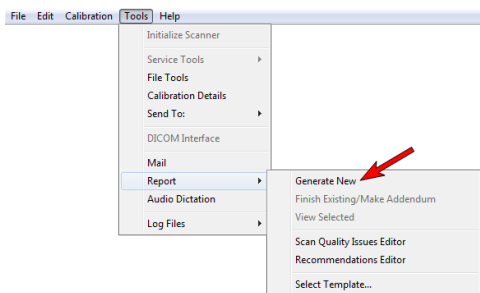 File Edit Calibration Tools Help
Initialize Scanner
Service Tools
File Tools
Calibration Details
Send To:
DICOM Interface
Mail
Report
Audio Dictation
Log Files
Generate New
Finish Existing/Make Addendum
View Selected
Scan Quality Issues Editor
Recommendations Editor
Select Template...